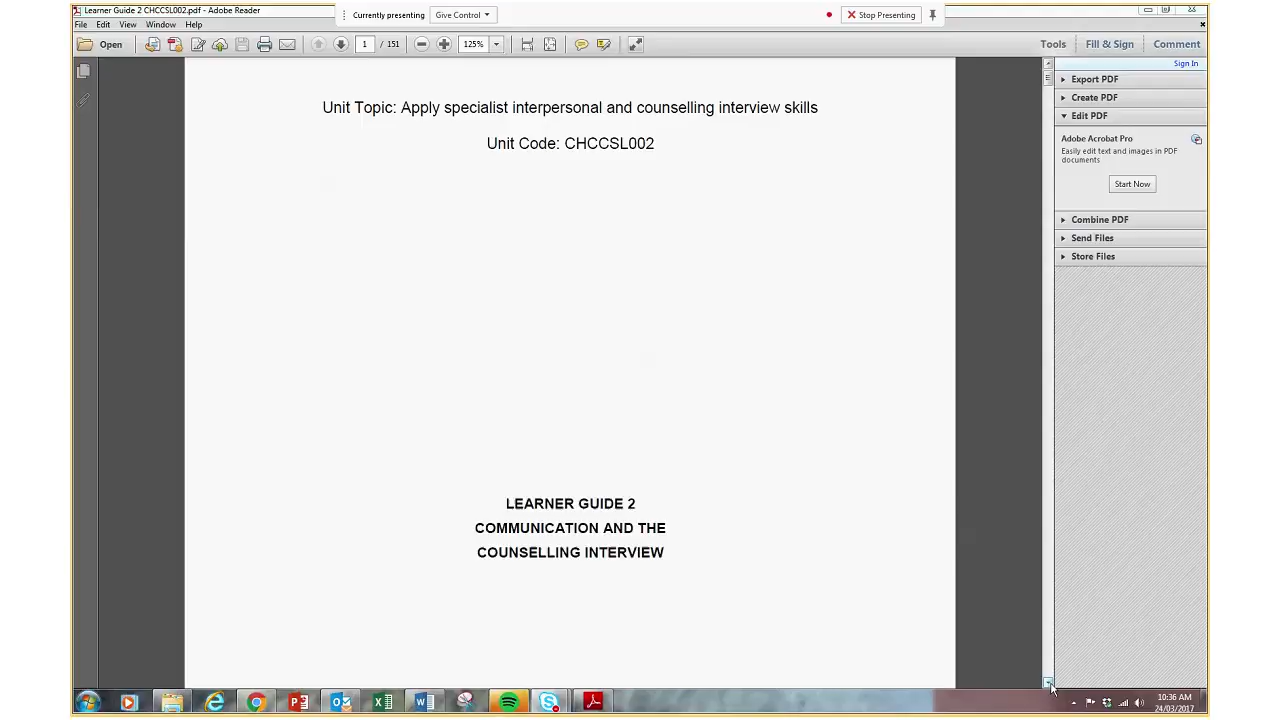 Learner Guide 2 CHCCSL002.pdf - Adobe Reader
Currently presenting Give Control Stop Presenting
File Edit View Window Help
Open 1 / 151 125% Tools Fill & Sign Comment
Sign In
Export PDF
Create PDF
Edit PDF
Adobe Acrobat Pro
Easily edit text and images in PDF
documents
Start Now
Combine PDF
Send Files
Store Files
Unit Topic: Apply specialist interpersonal and counselling interview skills
Unit Code: CHCCSL002
LEARNER GUIDE 2
COMMUNICATION AND THE
COUNSELLING INTERVIEW
10:36 AM
24/03/2017